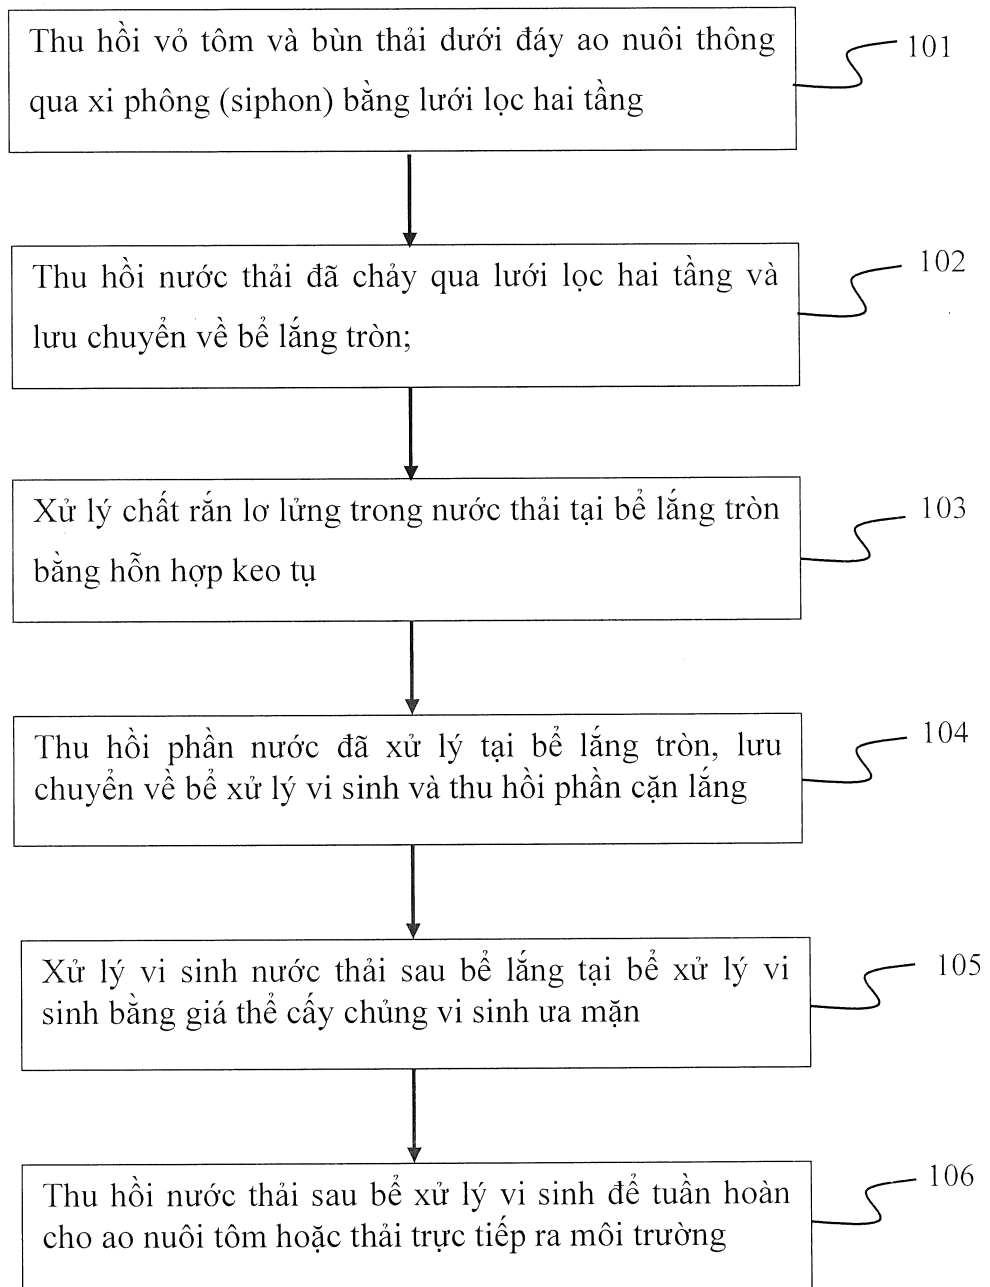 Thu hồi vỏ tôm và bùn thải dưới đáy ao nuôi thông
qua xi phông (siphon) bằng lưới lọc hai tầng
101
Thu hồi nước thải đã chảy qua lưới lọc hai tầng và
lưu chuyển về bể lắng tròn;
102
Xử lý chất rắn lơ lửng trong nước thải tại bể lắng tròn
bằng hỗn hợp keo tụ
103
Thu hồi phần nước đã xử lý tại bể lắng tròn, lưu
chuyển về bể xử lý vi sinh và thu hồi phần cặn lắng
104
Xử lý vi sinh nước thải sau bể lắng tại bể xử lý vi
sinh bằng giá thể cấy chủng vi sinh ưa mặn
105
Thu hồi nước thải sau bể xử lý vi sinh để tuần hoàn
cho ao nuôi tôm hoặc thải trực tiếp ra môi trường
106